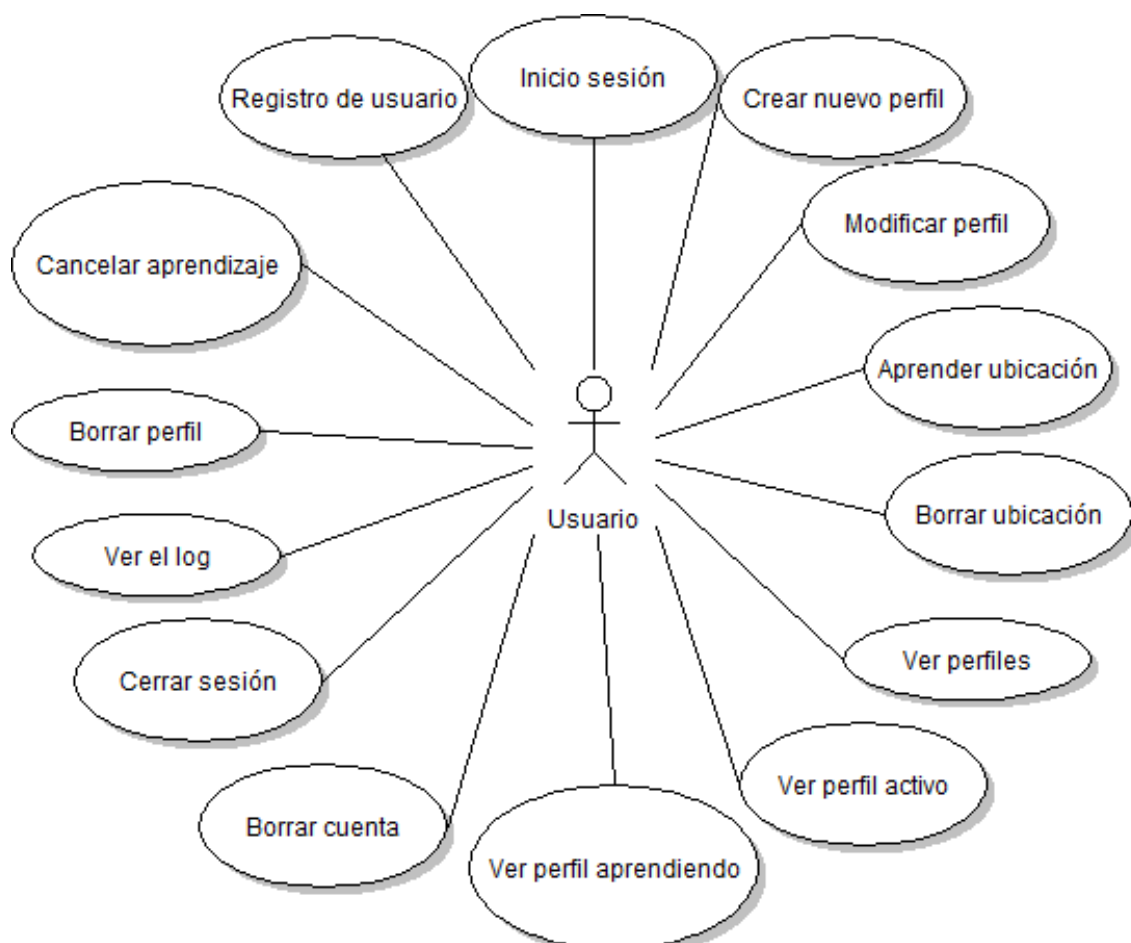 Inicio sesión
Registro de usuario
Crear nuevo perfil
Modificar perfil
Cancelar aprendizaje
Aprender ubicación
Borrar perfil
Borrar ubicación
Usuario
Ver el log
Ver perfiles
Cerrar sesión
Ver perfil activo
Borrar cuenta
Ver perfil aprendiendo